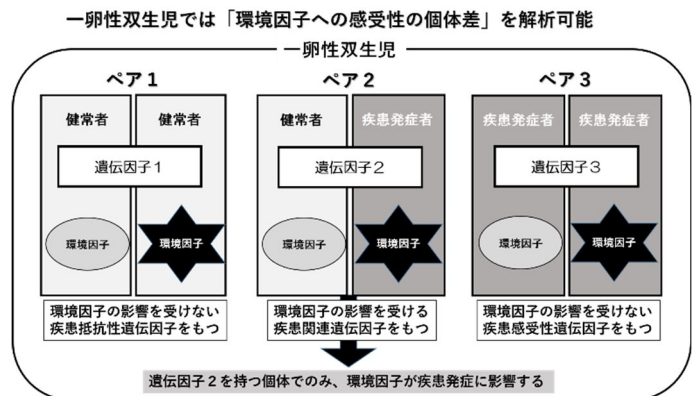 一卵性双生児では「環境因子への感受性の個体差」を解析可能
一卵性双生児
ペア1
ペア2
ペア3
健常者
健常者
健常者
疾患発症者
疾患発症者
疾患発症者
遺伝因子1
遺伝因子2
遺伝因子3
環境因子
環境因子
環境因子
環境因子
環境因子
環境因子
環境因子の影響を受けない
疾患抵抗性遺伝因子をもつ
環境因子の影響を受ける
疾患関連遺伝因子をもつ
環境因子の影響を受けない
疾患感受性遺伝因子をもつ
遺伝因子2を持つ個体でのみ、環境因子が疾患発症に影響する